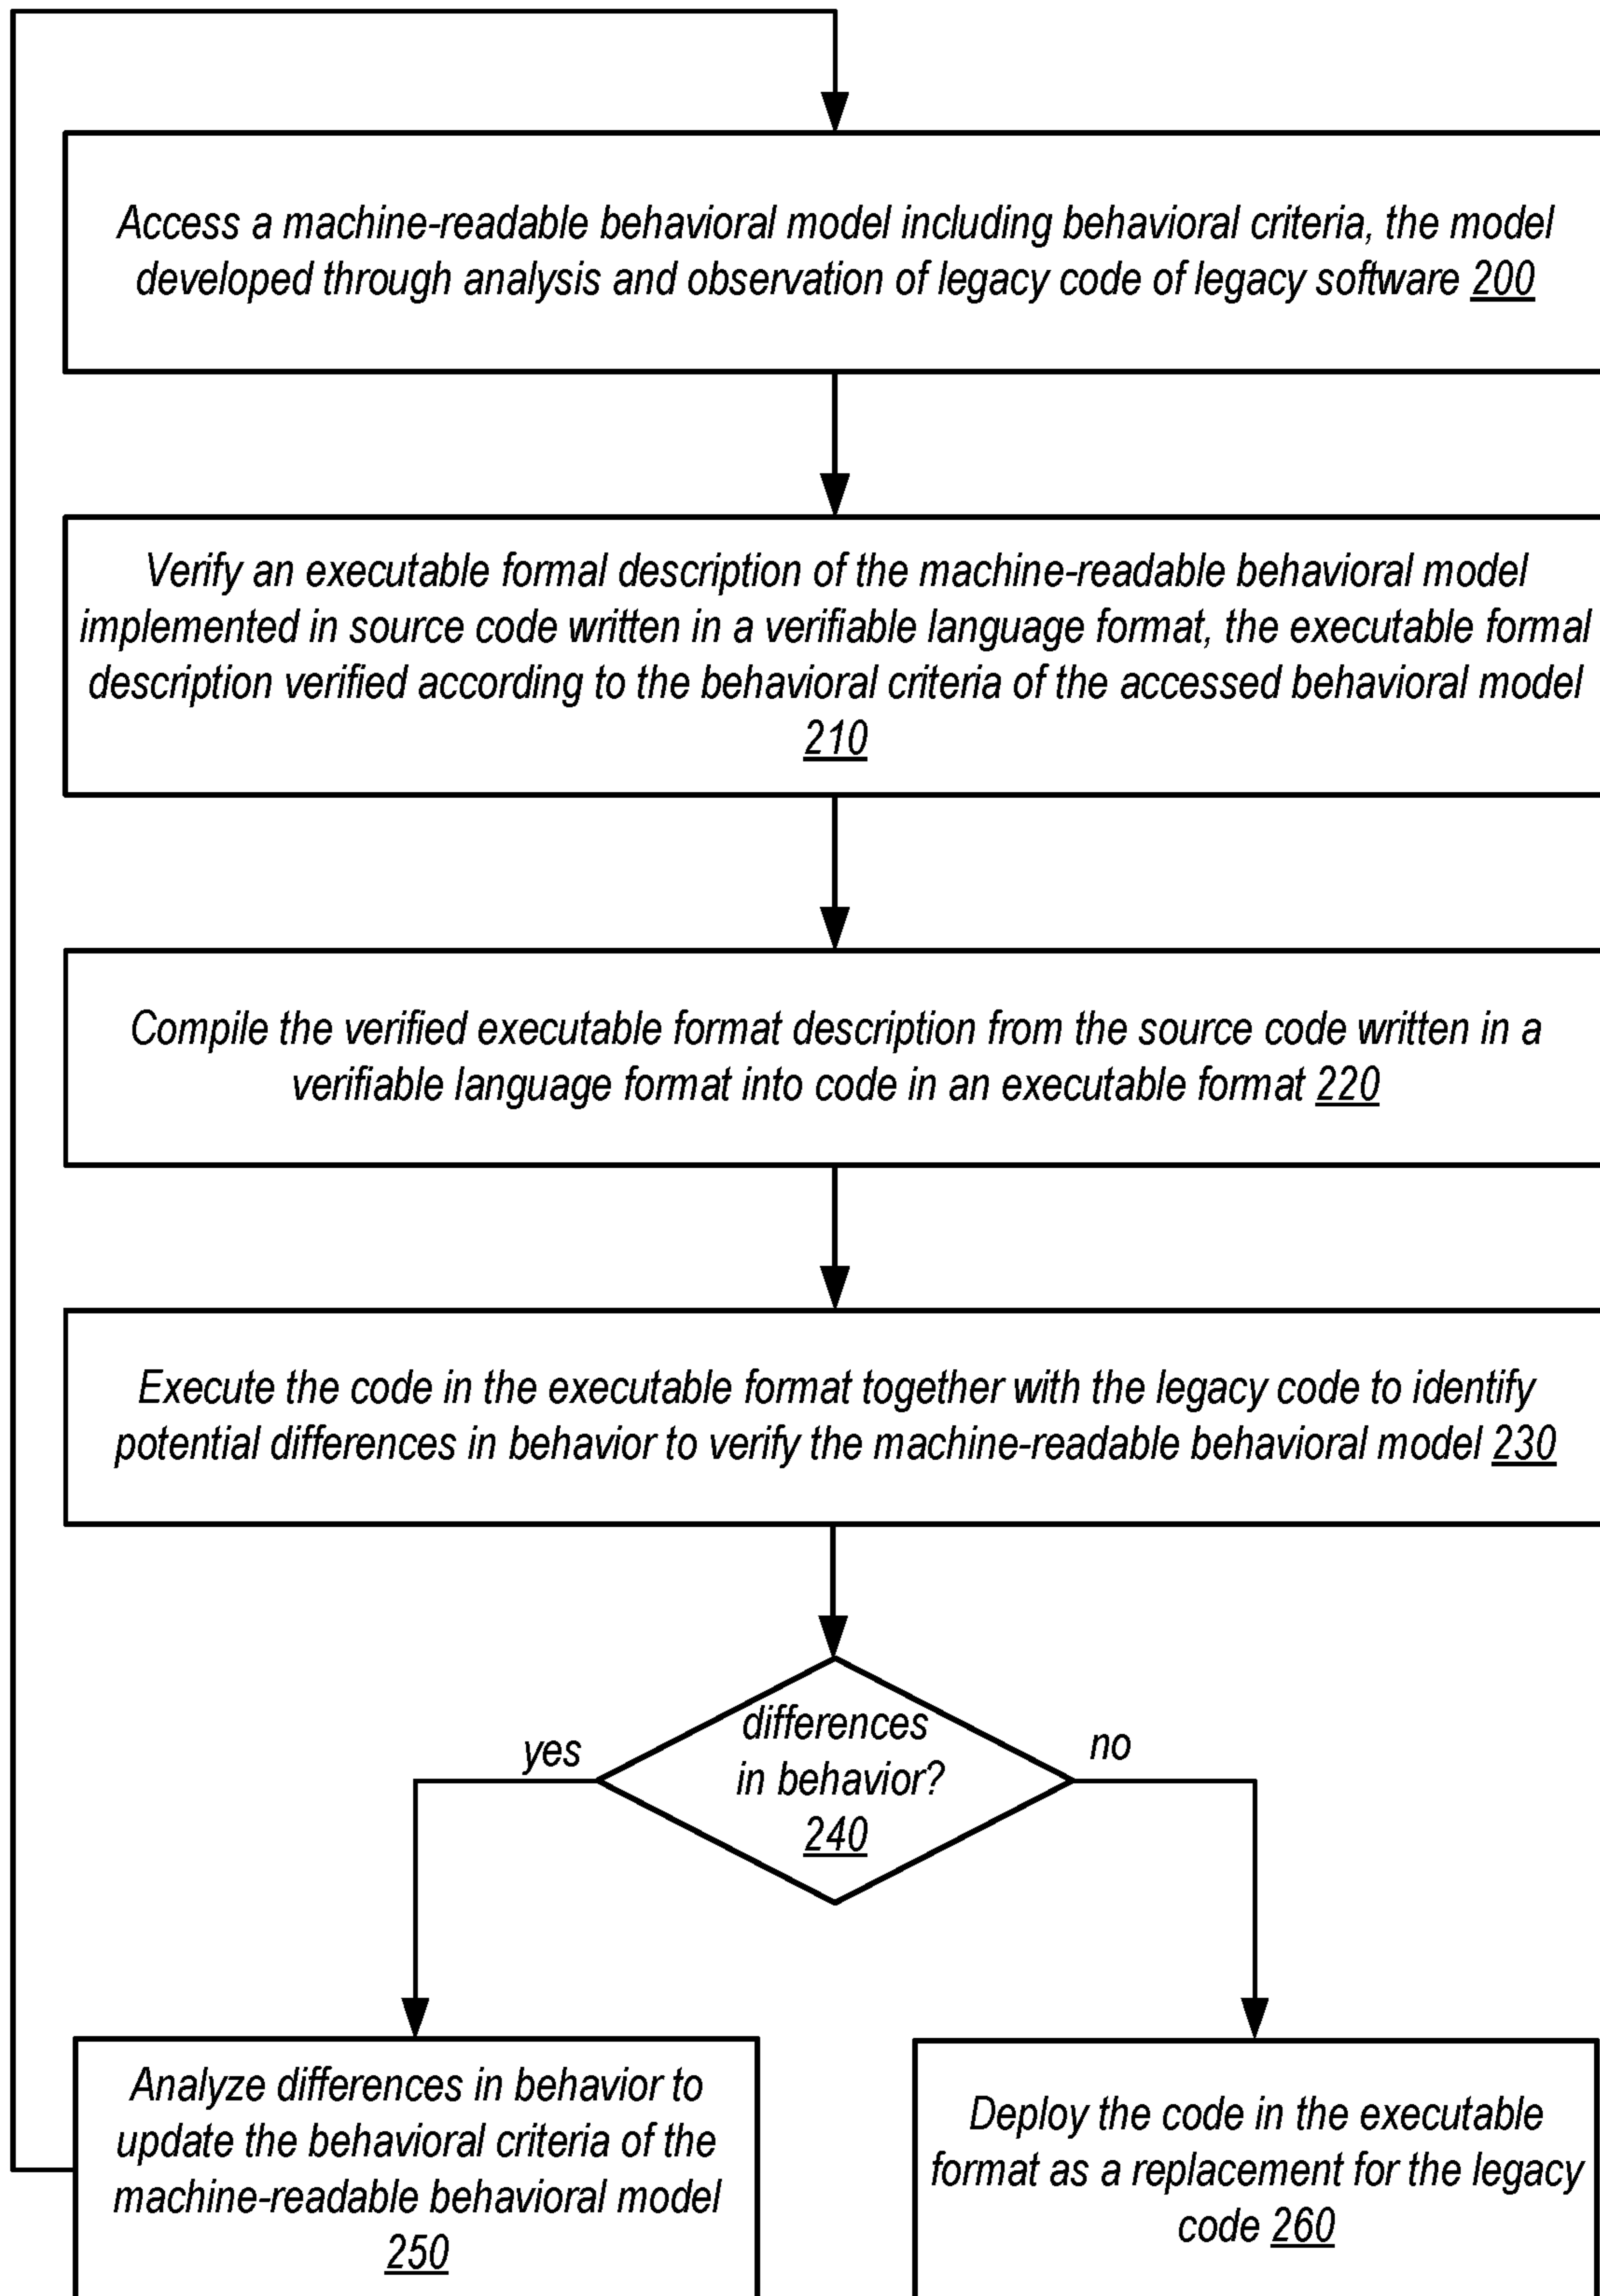 Access a machine-readable behavioral model including behavioral criteria, the model
developed through analysis and observation of legacy code of legacy software 200
Verify an executable formal description of the machine-readable behavioral model
implemented in source code written in a verifiable language format, the executable formal
description verified according to the behavioral criteria of the accessed behavioral model
210
Compile the verified executable format description from the source code written in a
verifiable language format into code in an executable format 220
Execute the code in the executable format together with the legacy code to identify
potential differences in behavior to verify the machine-readable behavioral model 230
differences
in behavior?
240
yes
no
Analyze differences in behavior to
update the behavioral criteria of the
machine-readable behavioral model
250
Deploy the code in the executable
format as a replacement for the legacy
code 260